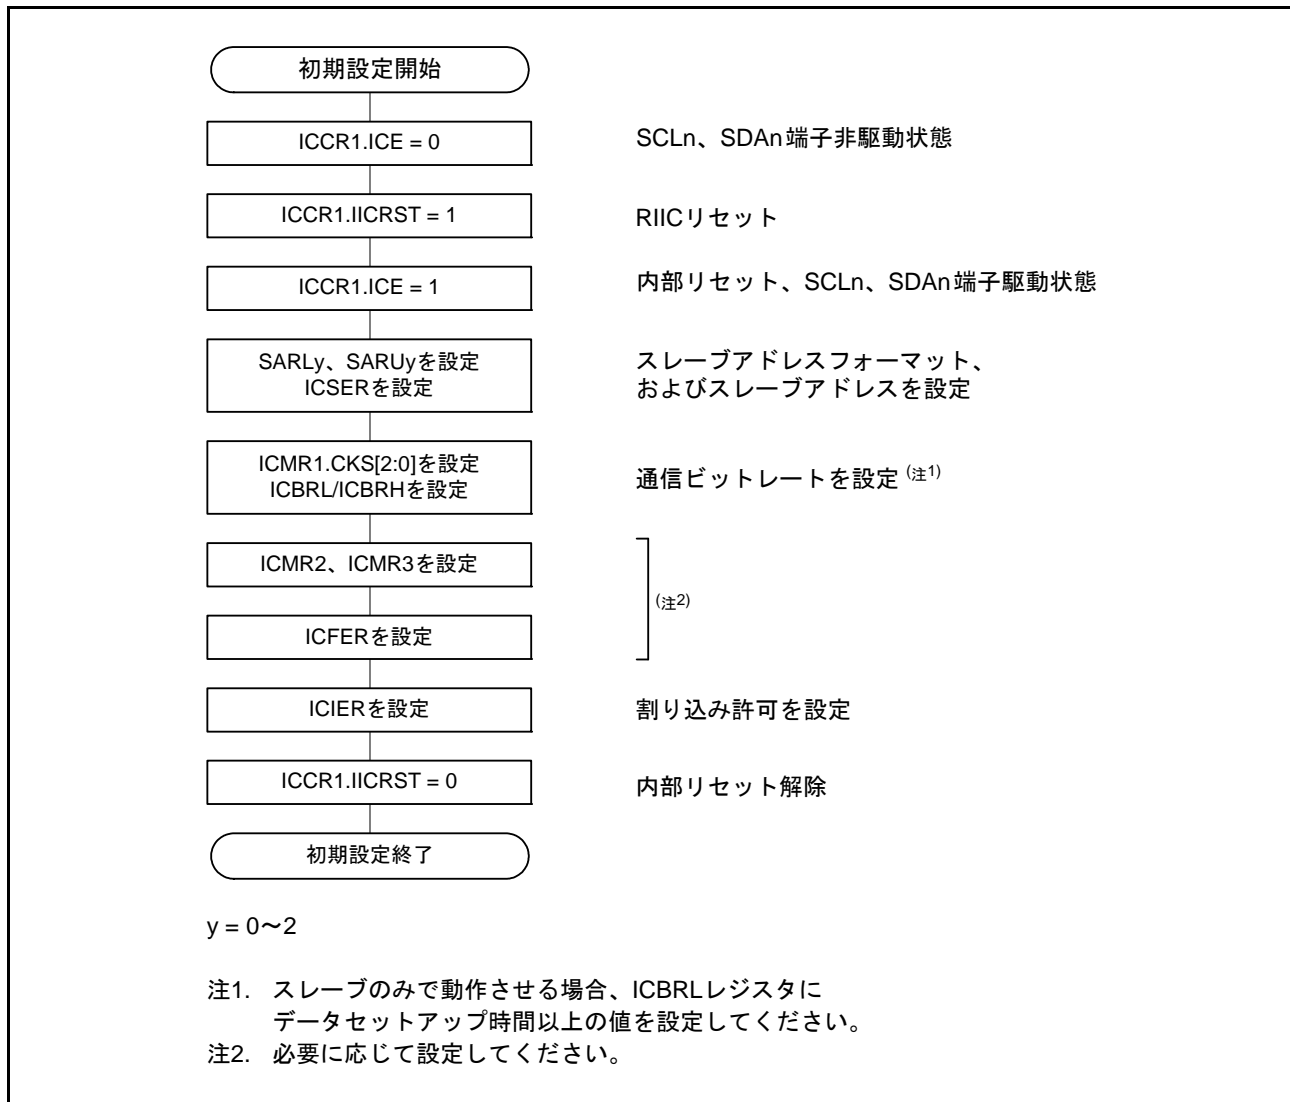 初期設定開始
ICCR1.ICE = 0
SCLn、SDAn端子非駆動状態
ICCR1.IICRST = 1
RIICリセット
ICCR1.ICE = 1
内部リセット、SCLn、SDAn端子駆動状態
SARLy、SARUyを設定
ICSERを設定
スレーブアドレスフォーマット、
およびスレーブアドレスを設定
ICMR1.CKS[2:0]を設定
ICBRL/ICBRHを設定
通信ビットレートを設定 (注1)
ICMR2、ICMR3を設定
(注2)
ICFERを設定
ICIERを設定
割り込み許可を設定
ICCR1.IICRST = 0
内部リセット解除
初期設定終了
y = 0〜2
注1. スレーブのみで動作させる場合、ICBRLレジスタに
データセットアップ時間以上の値を設定してください。
注2. 必要に応じて設定してください。